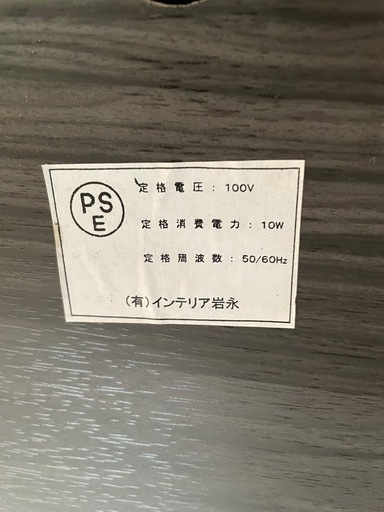 PS
E
定格電圧：100V
定格消費電力：10W
定格周波数：50/60Hz
(有)インテリア岩永